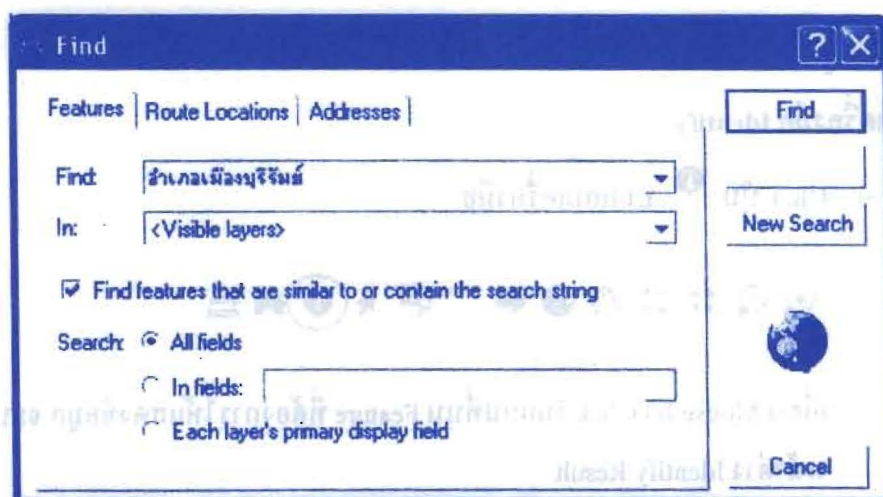 Find
Features Route Locations Addresses
Find
Find: อำเภอเมืองบุรีรัมย์
In: <Visible layers>
New Search
Find features that are similar to or contain the search string
Search: All fields
In fields:
Each layer's primary display field
Cancel